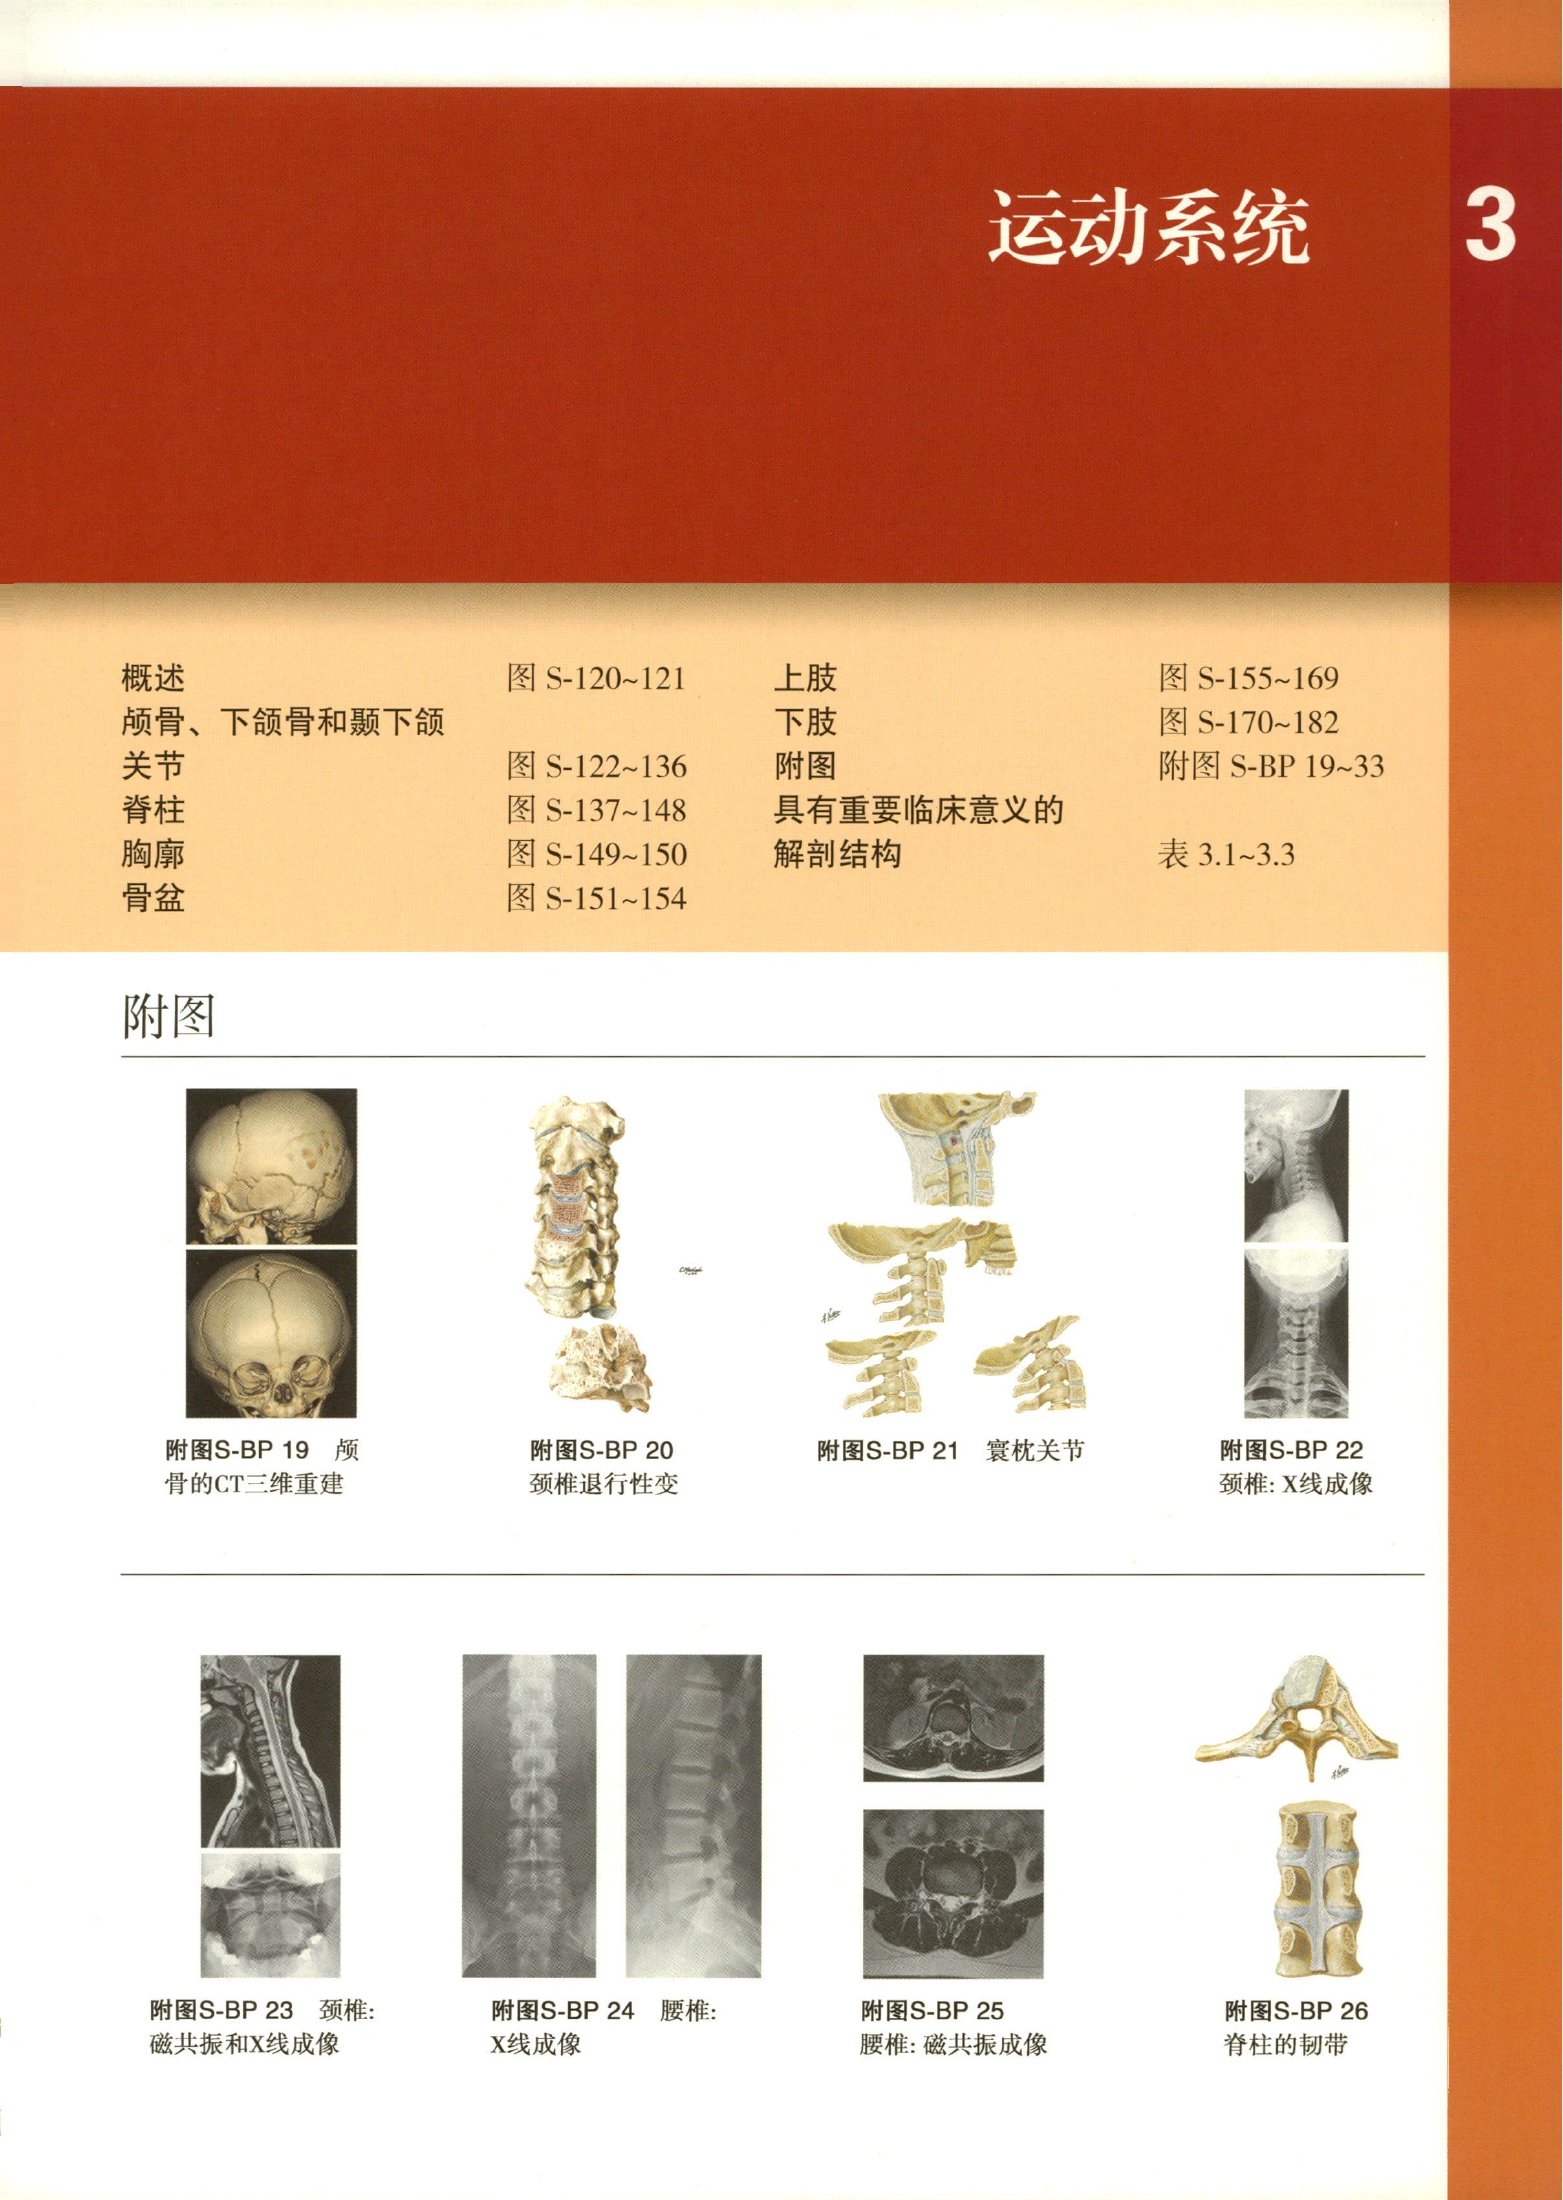 运动系统
3
概述 图 S-120~121
颅骨、下颌骨和颞下颌
关节 图 S-122~136
脊柱 图 S-137~148
胸廓 图 S-149~150
骨盆 图 S-151~154
上肢 图 S-155~169
下肢 图 S-170~182
附图 附图 S-BP 19~33
具有重要临床意义的
解剖结构 表 3.1~3.3
附图
附图S-BP 19 颅
骨的CT三维重建
附图S-BP 20
颈椎退行性变
附图S-BP 21 寰枕关节
附图S-BP 22
颈椎: X线成像
附图S-BP 23 颈椎:
磁共振和X线成像
附图S-BP 24 腰椎:
X线成像
附图S-BP 25
腰椎: 磁共振成像
附图S-BP 26
脊柱的韧带